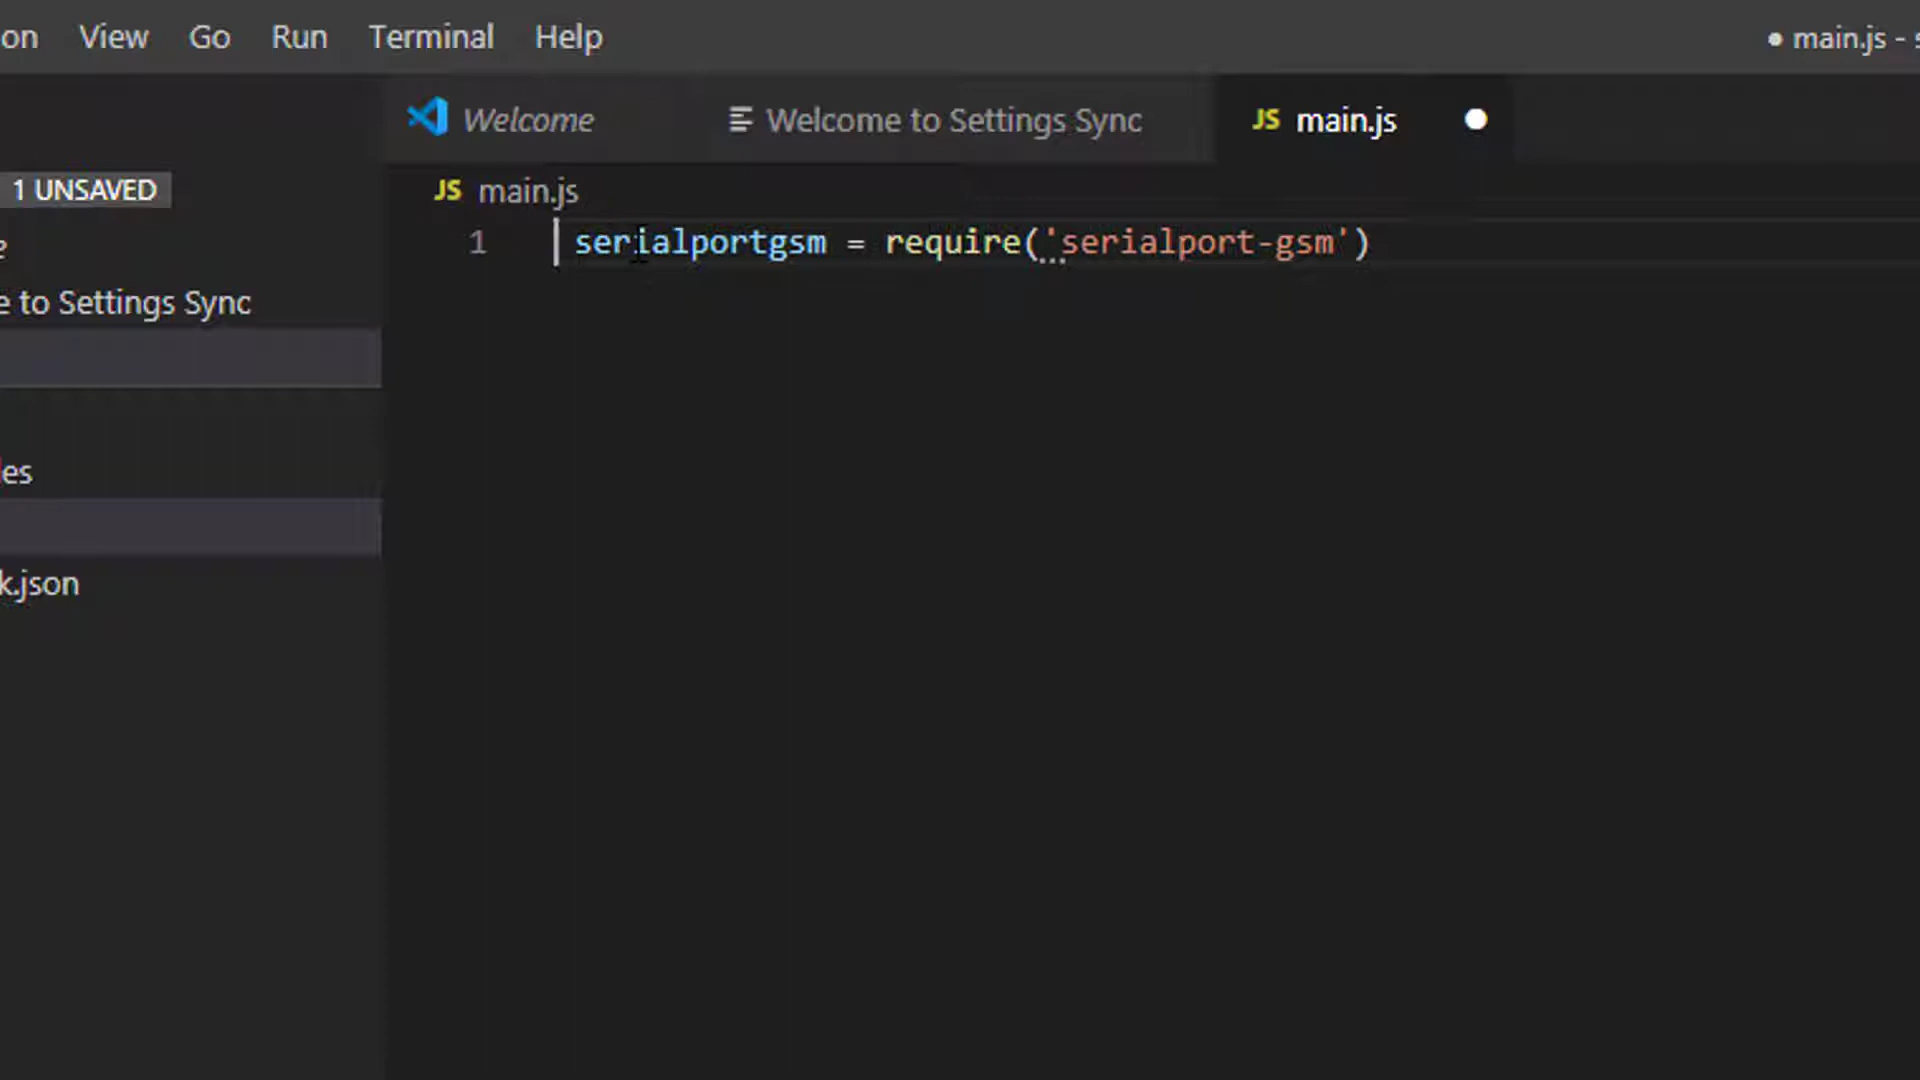 on View Go Run Terminal Help
● main.js -
Welcome
Welcome to Settings Sync
JS main.js
1 UNSAVED
JS main.js
1 serialportgsm = require('serialport-gsm')
e
e to Settings Sync
les
k.json